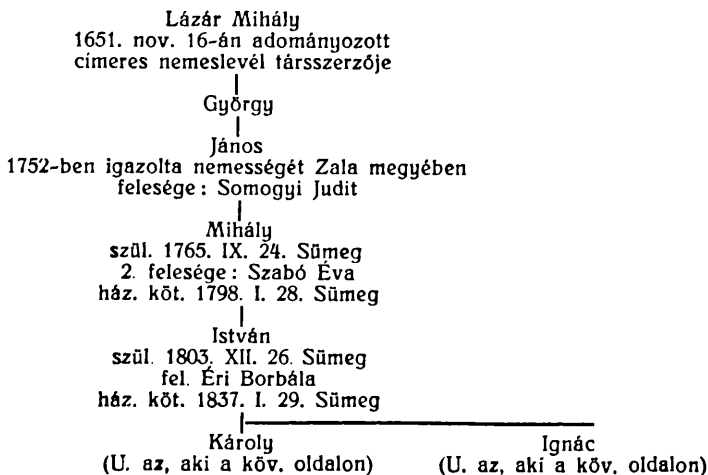 Lázár Mihály
1651. nov. 16-án adományozott
címeres nemeslevél társszerzője
György
János
1752-ben igazolta nemességét Zala megyében
felesége: Somogyi Judit
Mihály
szül. 1765. IX. 24. Sümeg
2. felesége: Szabó Éva
ház. köt. 1798. I. 28. Sümeg
István
szül. 1803. XII. 26. Sümeg
fel. Éri Borbála
ház. köt. 1837. I. 29. Sümeg
Károly Ignác
(U. az, aki a köv. oldalon) (U. az, aki a köv. oldalon)